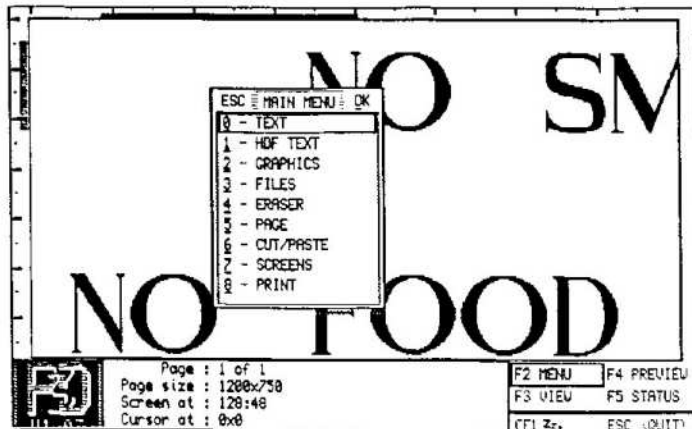 NO SM
ESC MAIN MENU OK
0 - TEXT
1 - HDF TEXT
2 - GRAPHICS
3 - FILES
4 - ERASER
5 - PAGE
6 - CUT/PASTE
7 - SCREENS
8 - PRINT
NO FOOD
Page : 1 of 1
Page size : 1200x750
Screen at : 128:48
Cursor at : 0x0
F2 MENU F4 PREVIEW
F3 VIEW F5 STATUS
ESC (QUIT)